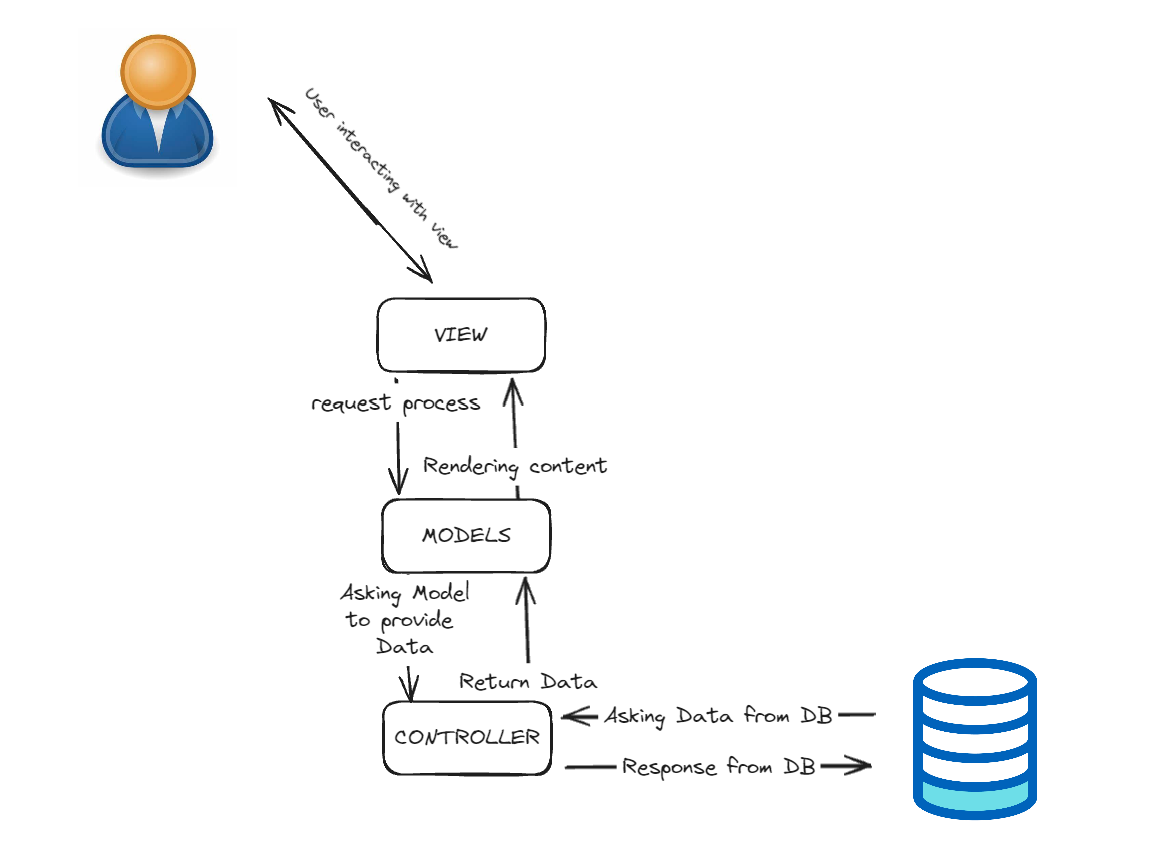 User interacting with view
VIEW
request process
Rendering content
MODELS
Asking Model
to provide
Data
Return Data
CONTROLLER
Asking Data from DB
Response from DB